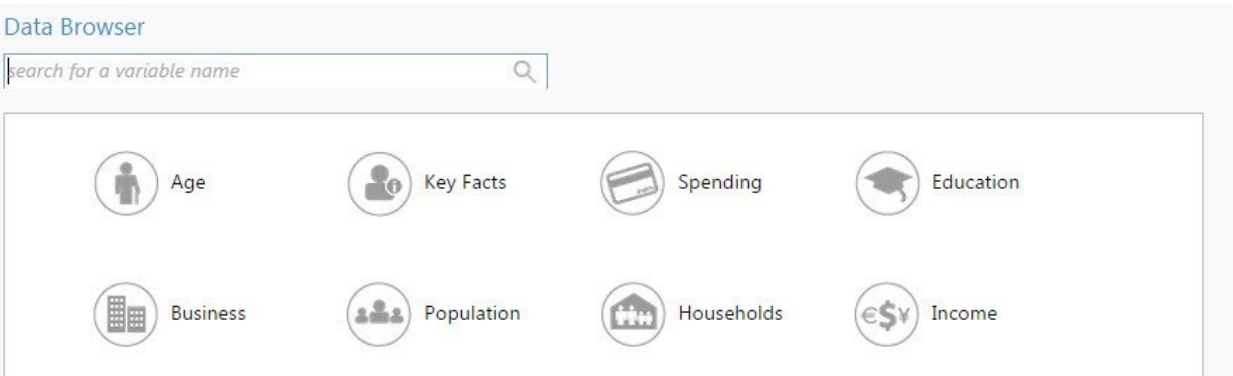 Data Browser
search for a variable name
Age Key Facts Spending Education
Business Population Households Income